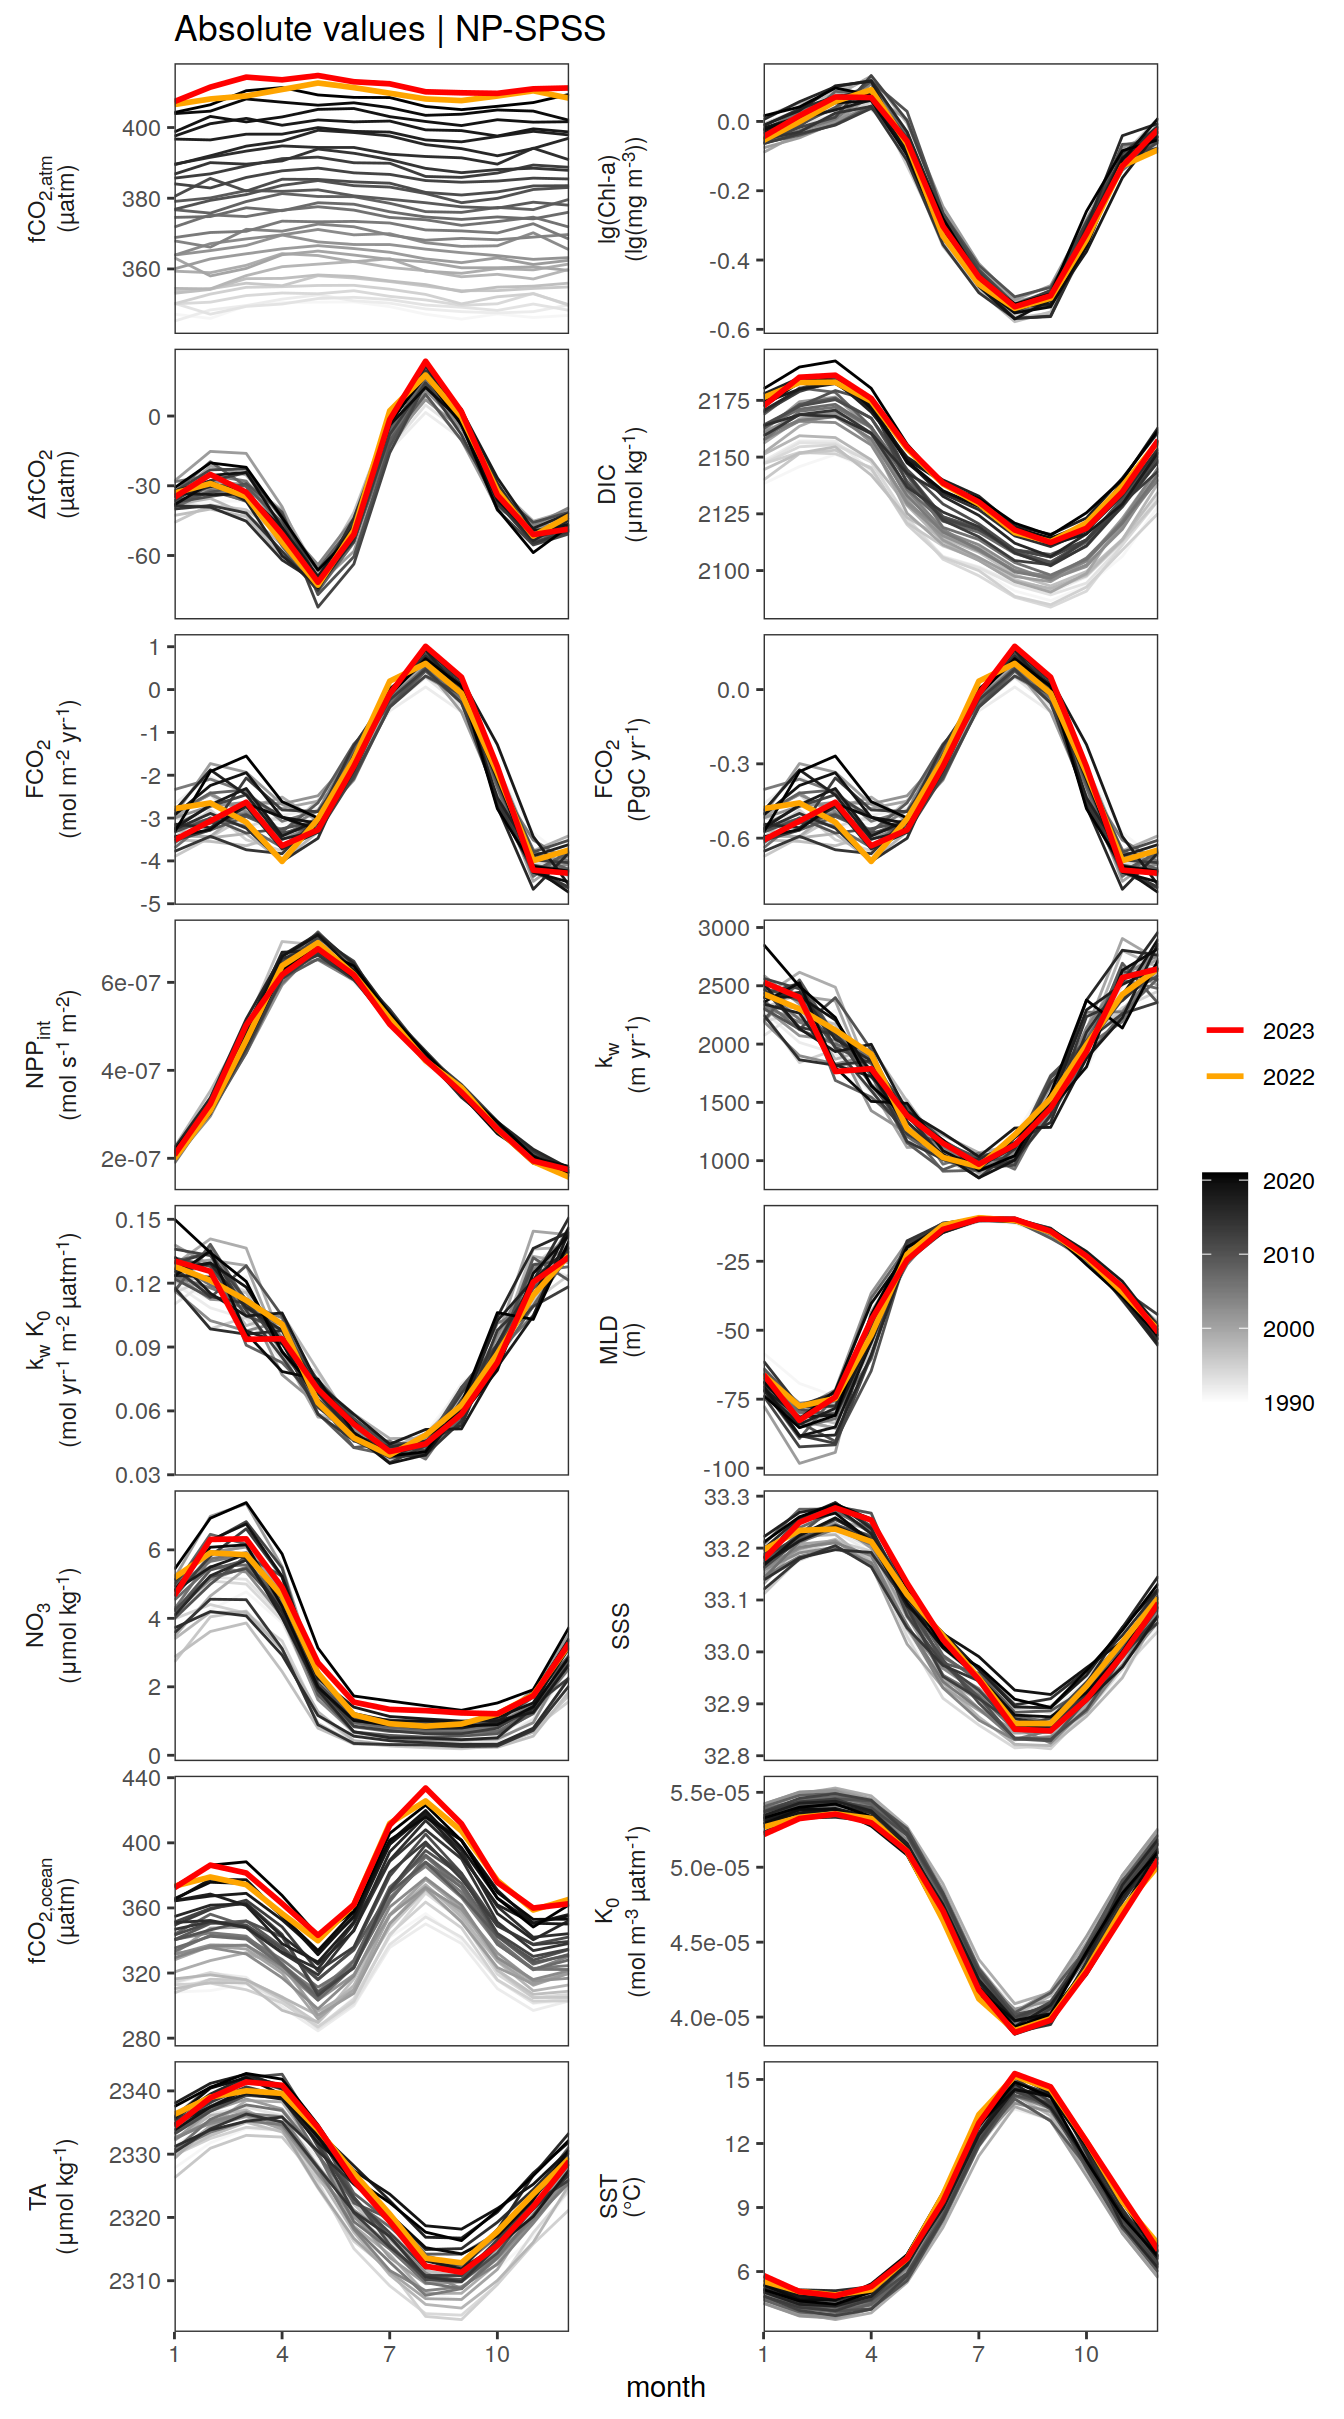 Absolute values | NP-SPSS
fCO2,atm
(µatm)
400
380
360
lg(Chl-a)
(lg(mg m-3))
0.0
-0.2
-0.4
-0.6
ΔfCO2
(µatm)
0
-30
-60
DIC
(µmol kg-1)
2175
2150
2125
2100
FCO2
(mol m-2 yr-1)
1
0
-1
-2
-3
-4
-5
FCO2
(PgC yr-1)
0.0
-0.3
-0.6
NPPint
(mol s-1 m-2)
6e-07
4e-07
2e-07
kw
(m yr-1)
3000
2500
2000
1500
1000
kw K0
(mol yr-1 m-2 µatm-1)
0.15
0.12
0.09
0.06
0.03
MLD
(m)
-25
-50
-75
-100
NO3
(µmol kg-1)
6
4
2
0
SSS
33.3
33.2
33.1
33.0
32.9
32.8
fCO2,ocean
(µatm)
440
400
360
320
280
K0
(mol m-3 µatm-1)
5.5e-05
5.0e-05
4.5e-05
4.0e-05
TA
(µmol kg-1)
2340
2330
2320
2310
SST
(°C)
15
12
9
6
1 4 7 10
1 4 7 10
month
2023
2022
2020
2010
2000
1990